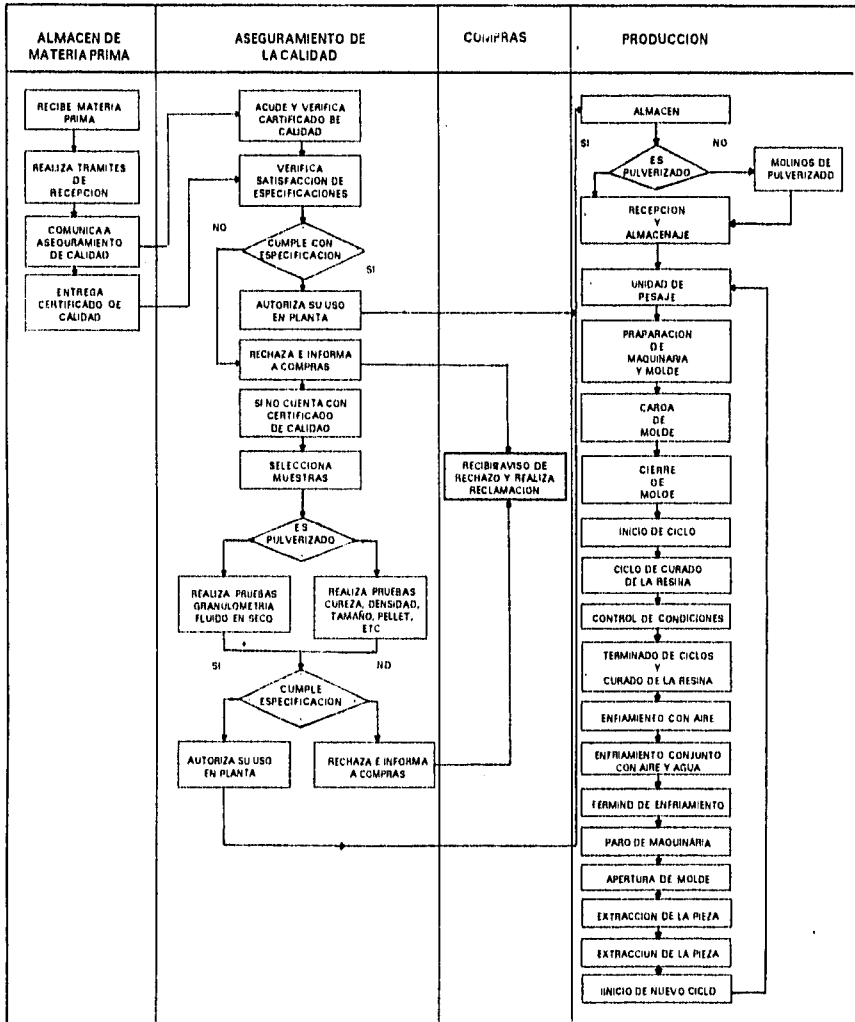 ALMACEN DE
MATERIA PRIMA
ASEGURAMIENTO DE
LA CALIDAD
COMPRAS
PRODUCCION
RECIBE MATERIA
PRIMA
REALIZA TRAMITES
DE
RECEPCION
COMUNICA A
ASEGURAMIENTO
DE CALIDAD
ENTREGA
CERTIFICADO DE
CALIDAD
ACUDE Y VERIFICA
CARTIFICADO BE
CALIDAD
VERIFICA
SATISFACCION DE
ESPECIFICACIONES
NO
CUMPLE CON
ESPECIFICACION
SI
AUTORIZA SU USO
EN PLANTA
RECHAZA E INFORMA
A COMPRAS
SI NO CUENTA CON
CERTIFICADO
DE CALIDAD
SELECCIONA
MUESTRAS
ES
PULVERIZADO
REALIZA PRUEBAS
GRANULOMETRIA
FLUIDO EN SECO
REALIZA PRUEBAS
CUREZA, DENSIDAD,
TAMAÑO, PELLET,
ETC
SI
NO
CUMPLE
ESPECIFICACION
AUTORIZA SU USO
EN PLANTA
RECHAZA E INFORMA
A COMPRAS
RECIBIR AVISO DE
RECHAZO Y REALIZA
RECLAMACION
ALMACEN
SI
NO
ES
PULVERIZADO
MOLINOS DE
PULVERIZADO
RECEPCION
Y
ALMACENAJE
UNIDAD DE
PESAJE
PRAPARACION
DE
MAQUINARIA
Y MOLDE
CARGA
DE
MOLDE
CIERRE
DE
MOLDE
INICIO DE CICLO
CICLO DE CURADO
DE LA RESINA
CONTROL DE CONDICIONES
TERMINADO DE CICLOS
Y
CURADO DE LA RESINA
ENFIAMIENTO CON AIRE
ENFRIAMIENTO CONJUNTO
CON AIRE Y AGUA
TERMINO DE ENFRIAMIENTO
PARO DE MAQUINARIA
APERTURA DE MOLDE
EXTRACCION DE LA PIEZA
EXTRACCIUN DE LA PIEZA
IINICIO DE NUEVO CICLO